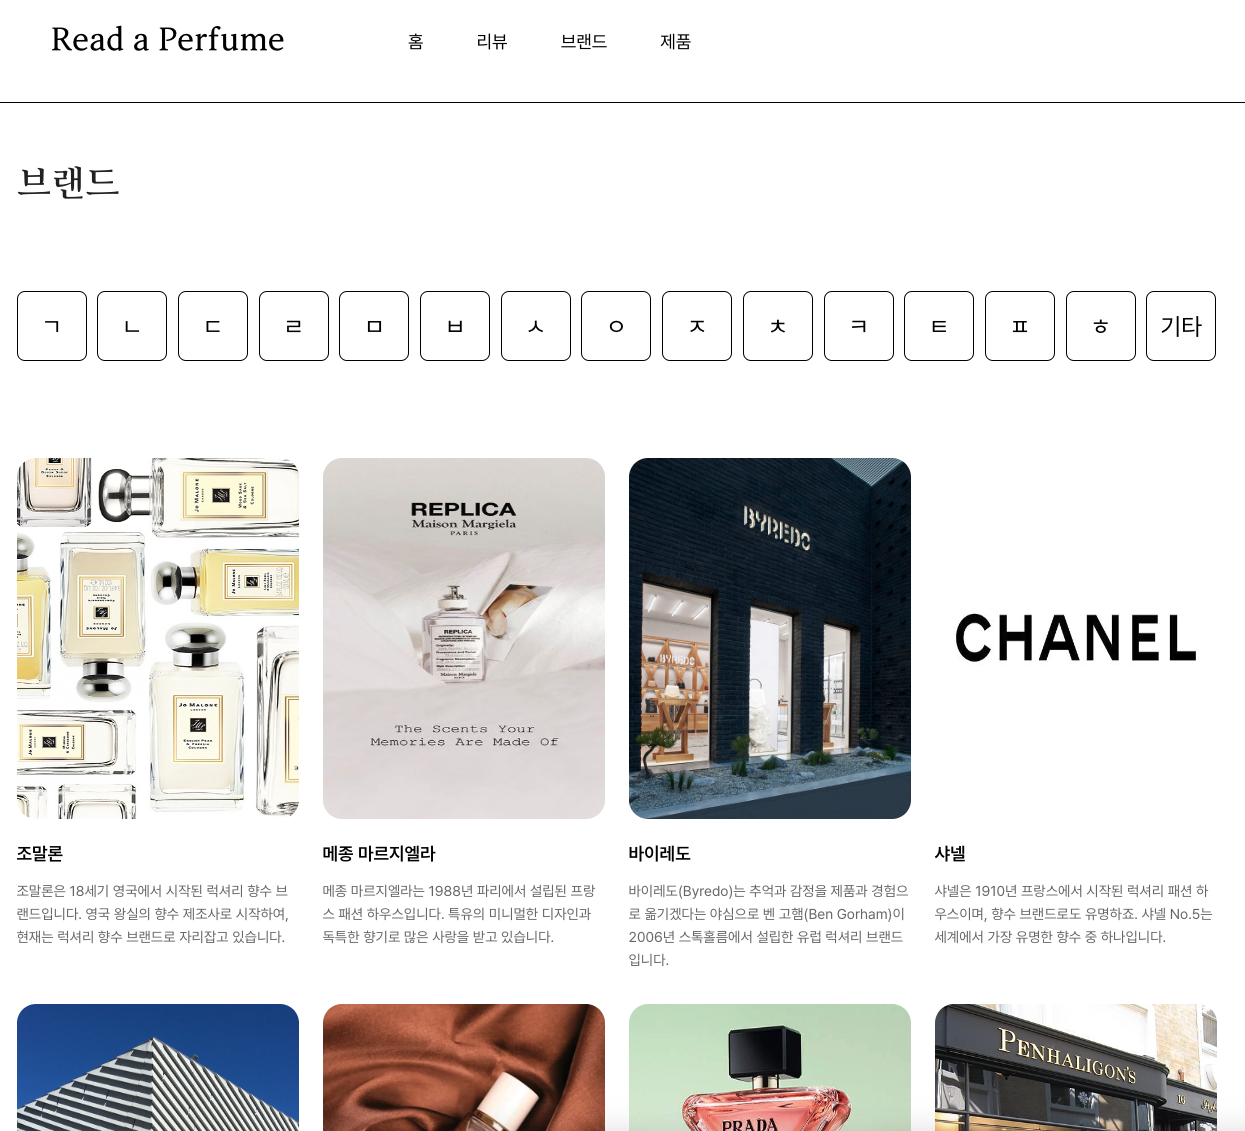 Read a Perfume
홈 리뷰 브랜드 제품
브랜드
ㄱ ㄴ ㄷ ㄹ ㅁ ㅂ ㅅ ㅇ ㅈ ㅊ ㅋ ㅌ ㅍ ㅎ 기타
JO MALONE
LONDON
REPLICA
Maison Margiela
PARIS
REPLICA
Maison Margiela
The Scents Your
Memories Are Made Of
BYREDO
BYREDO
CHANEL
조말론
조말론은 18세기 영국에서 시작된 럭셔리 향수 브
랜드입니다. 영국 왕실의 향수 제조사로 시작하여,
현재는 럭셔리 향수 브랜드로 자리잡고 있습니다.
메종 마르지엘라
메종 마르지엘라는 1988년 파리에서 설립된 프랑
스 패션 하우스입니다. 특유의 미니멀한 디자인과
독특한 향기로 많은 사랑을 받고 있습니다.
바이레도
바이레도(Byredo)는 추억과 감정을 제품과 경험으
로 옮기겠다는 야심으로 벤 고햄(Ben Gorham)이
2006년 스톡홀름에서 설립한 유럽 럭셔리 브랜드
입니다.
샤넬
샤넬은 1910년 프랑스에서 시작된 럭셔리 패션 하
우스이며, 향수 브랜드로도 유명하죠. 샤넬 No.5는
세계에서 가장 유명한 향수 중 하나입니다.
PRADA
PENHALIGON'S